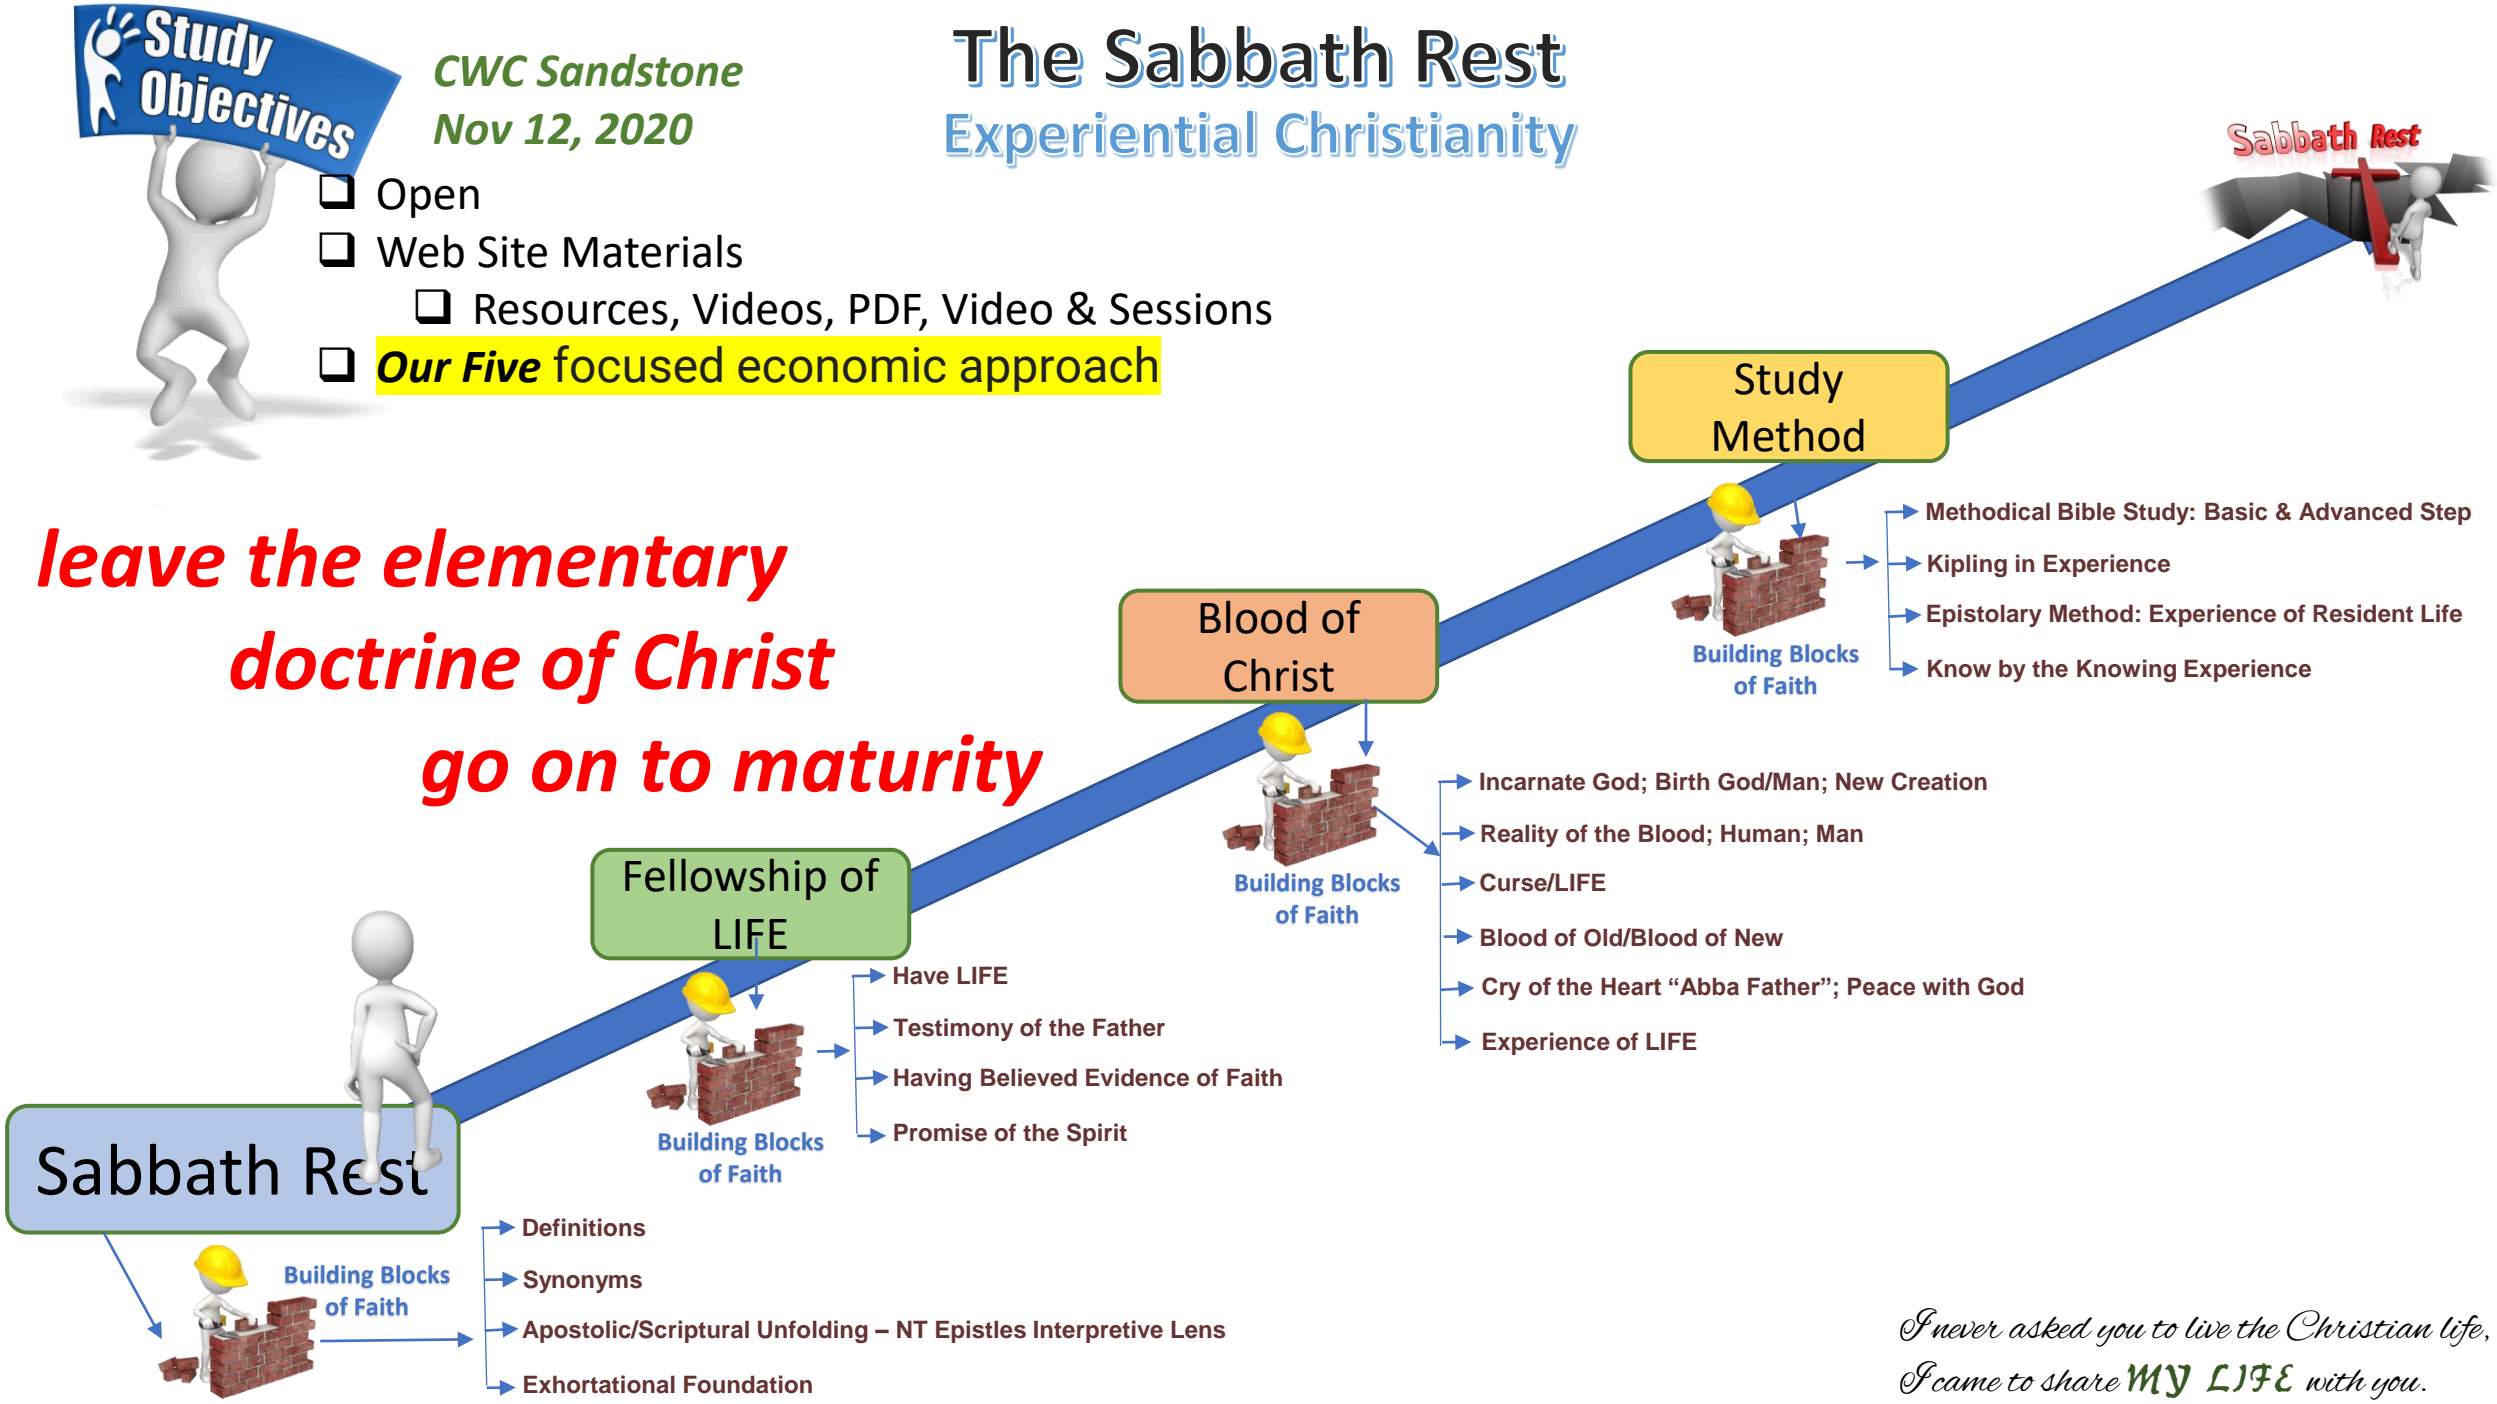 Study
Objectives
CWC Sandstone
Nov 12, 2020
The Sabbath Rest
Experiential Christianity
Sabbath Rest
❑ Open
❑ Web Site Materials
❑ Resources, Videos, PDF, Video & Sessions
❑ Our Five focused economic approach
leave the elementary
doctrine of Christ
go on to maturity
Study
Method
Building Blocks
of Faith
Methodical Bible Study: Basic & Advanced Step
Kipling in Experience
Epistolary Method: Experience of Resident Life
Know by the Knowing Experience
Blood of
Christ
Building Blocks
of Faith
Incarnate God; Birth God/Man; New Creation
Reality of the Blood; Human; Man
Curse/LIFE
Blood of Old/Blood of New
Cry of the Heart “Abba Father”; Peace with God
Experience of LIFE
Fellowship of
LIFE
Building Blocks
of Faith
Have LIFE
Testimony of the Father
Having Believed Evidence of Faith
Promise of the Spirit
Sabbath Rest
Building Blocks
of Faith
Definitions
Synonyms
Apostolic/Scriptural Unfolding – NT Epistles Interpretive Lens
Exhortational Foundation
I never asked you to live the Christian life,
I came to share MY LIFE with you.